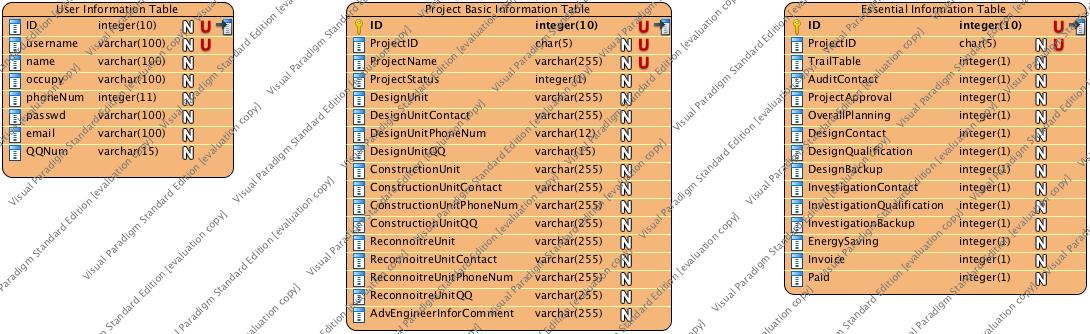 User Information Table
ID integer(10) N U
username varchar(100) N U
name varchar(100) N
occupy varchar(100) N
phoneNum integer(11) N
passwd varchar(100) N
email varchar(100) N
QQNum varchar(15) N
Project Basic Information Table
ID integer(10) U
ProjectID char(5) N U
ProjectName varchar(255) N U
ProjectStatus integer(1) N
DesignUnit varchar(255) N
DesignUnitContact varchar(255) N
DesignUnitPhoneNum varchar(12) N
DesignUnitQQ varchar(15) N
ConstructionUnit varchar(255) N
ConstructionUnitContact varchar(255) N
ConstructionUnitPhoneNum varchar(255) N
ConstructionUnitQQ varchar(255) N
ReconnoitreUnit varchar(255) N
ReconnoitreUnitContact varchar(255) N
ReconnoitreUnitPhoneNum varchar(255) N
ReconnoitreUnitQQ varchar(255) N
AdvEngineerInforComment varchar(255) N
Essential Information Table
ID integer(10) U
ProjectID char(5) N U
TrailTable integer(1) N
AuditContact integer(1) N
ProjectApproval integer(1) N
OverallPlanning integer(1) N
DesignContact integer(1) N
DesignQualification integer(1) N
DesignBackup integer(1) N
InvestigationContact integer(1) N
InvestigationQualification integer(1) N
InvestigationBackup integer(1) N
EnergySaving integer(1) N
Invoice integer(1) N
Paid integer(1) N
Visual Paradigm Standard Edition [evaluation copy]